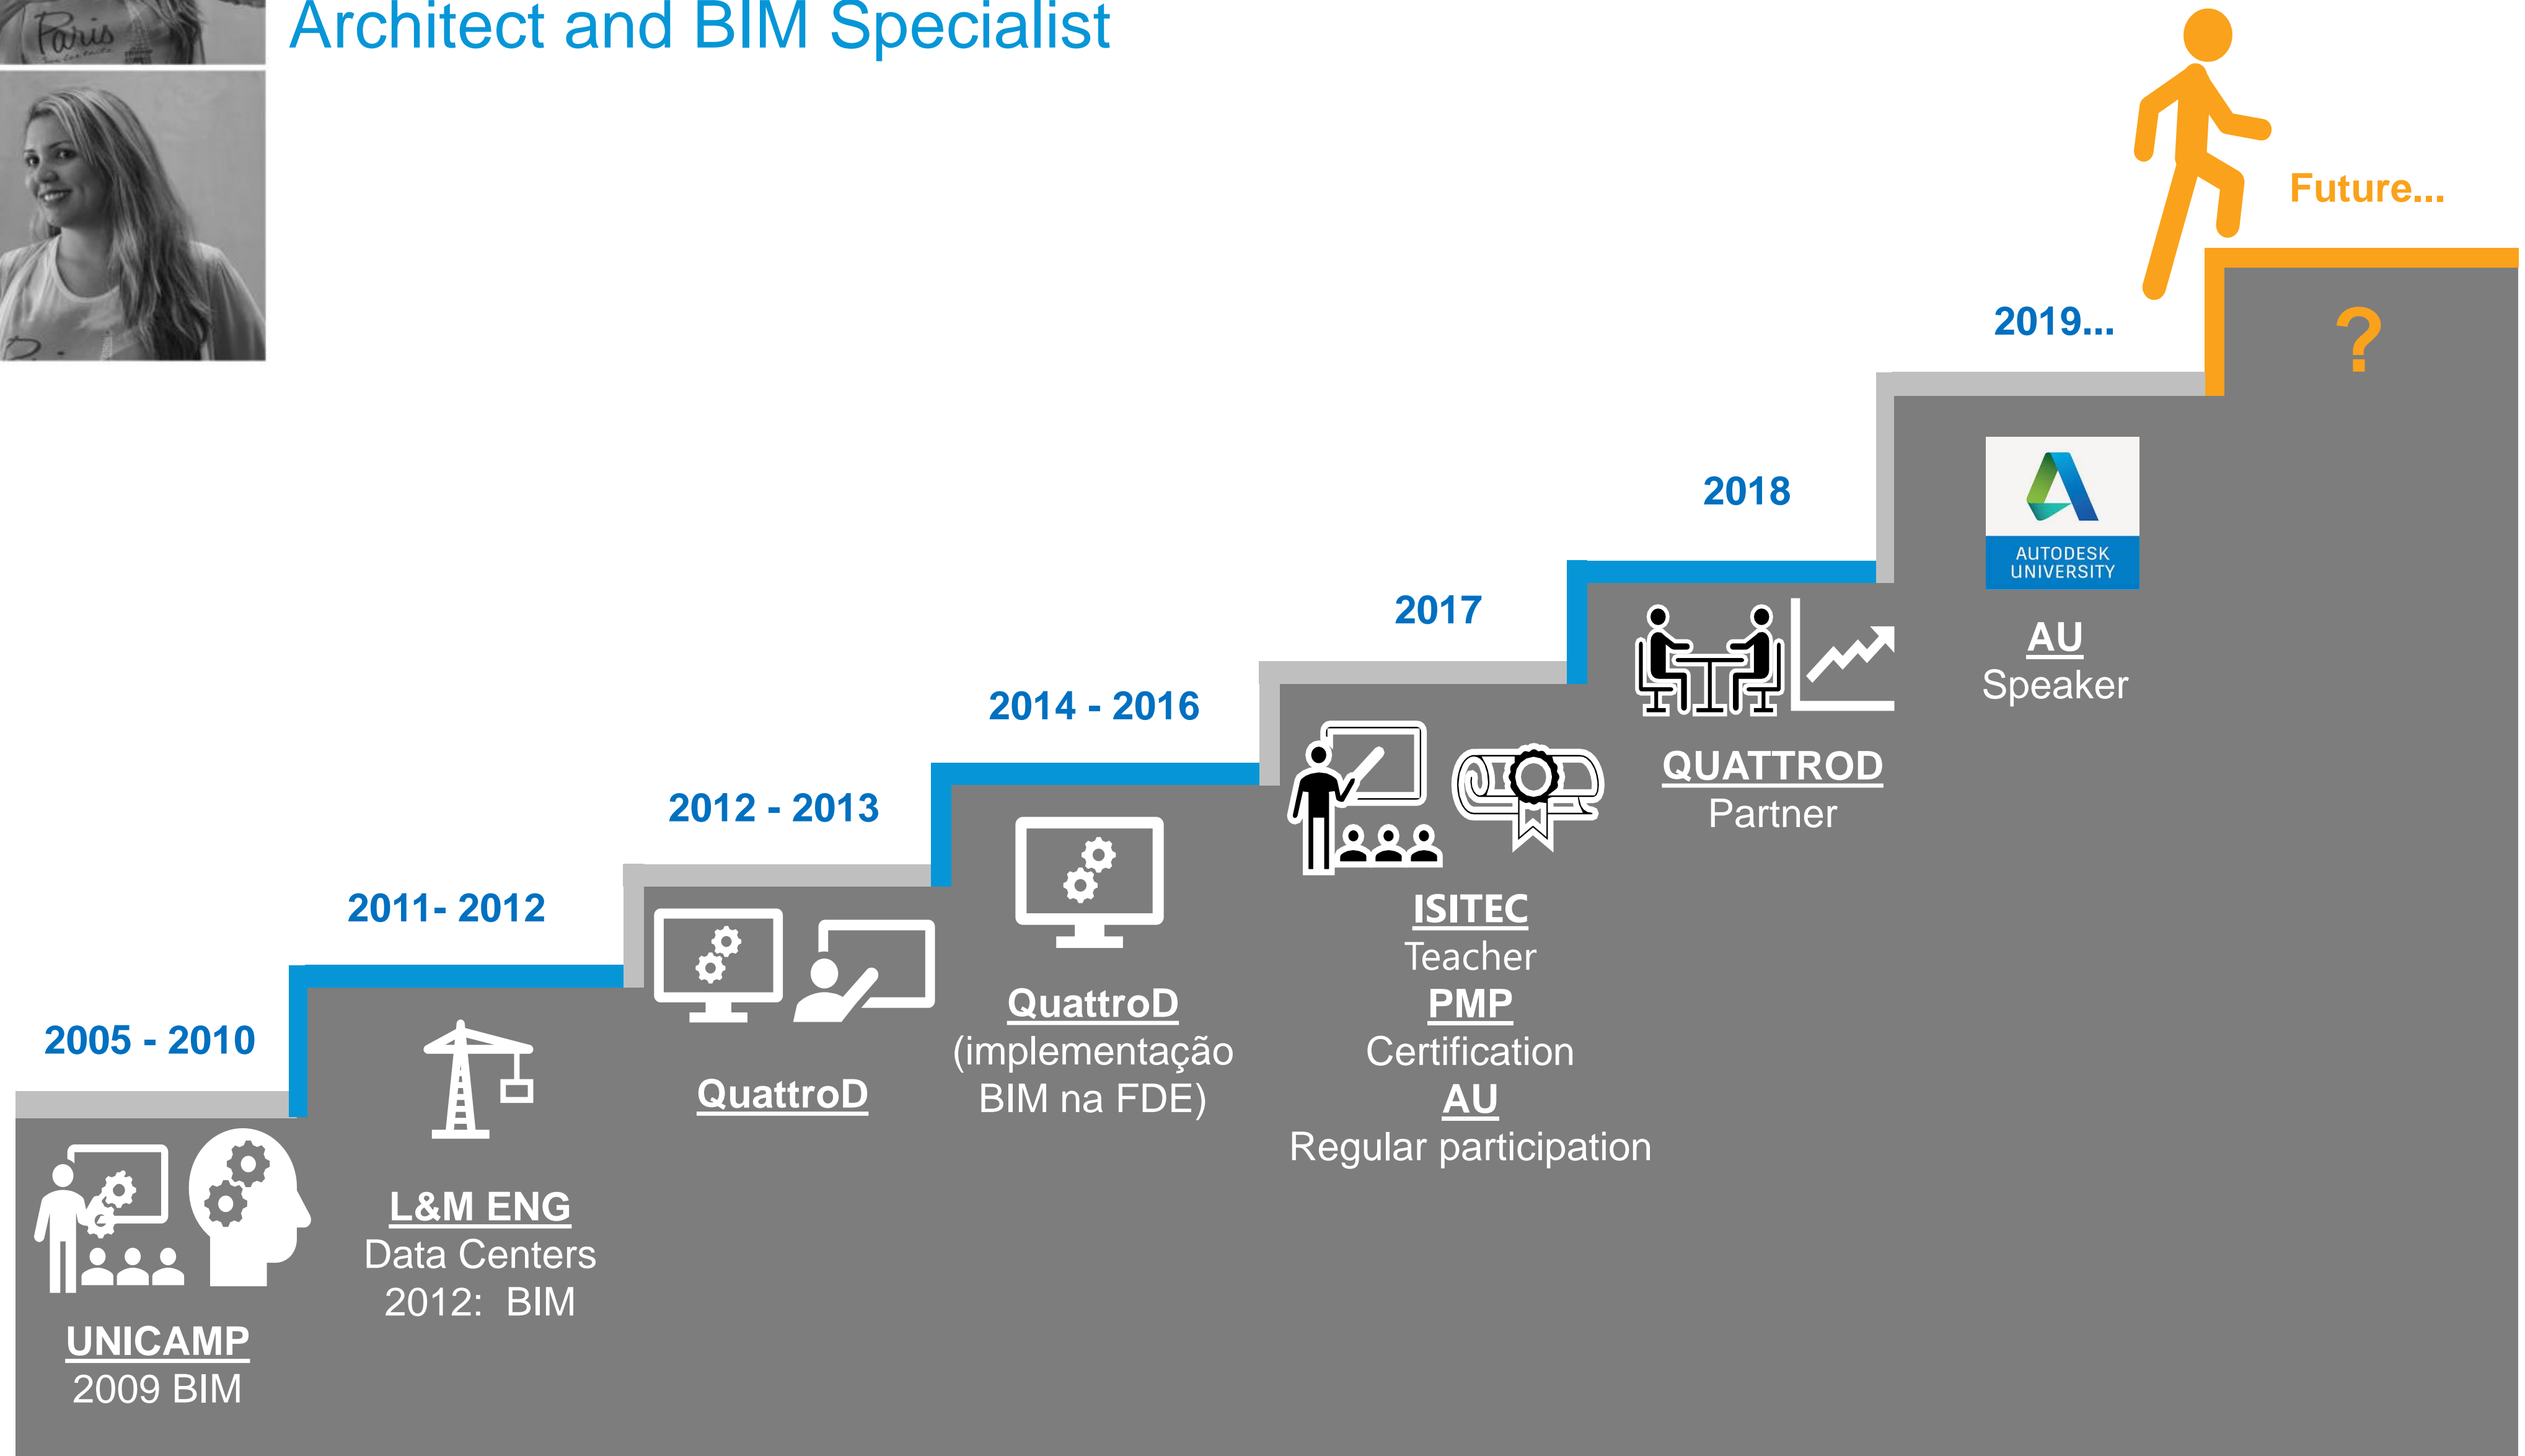 Paris
Architect and BIM Specialist
Future...
?
2019...
AUTODESK
UNIVERSITY
AU
Speaker
2018
QUATTROD
Partner
2017
ISITEC
Teacher
PMP
Certification
AU
Regular participation
2014 - 2016
QuattroD
(implementação
BIM na FDE)
2012 - 2013
QuattroD
2011- 2012
L&M ENG
Data Centers
2012:  BIM
2005 - 2010
UNICAMP
2009 BIM